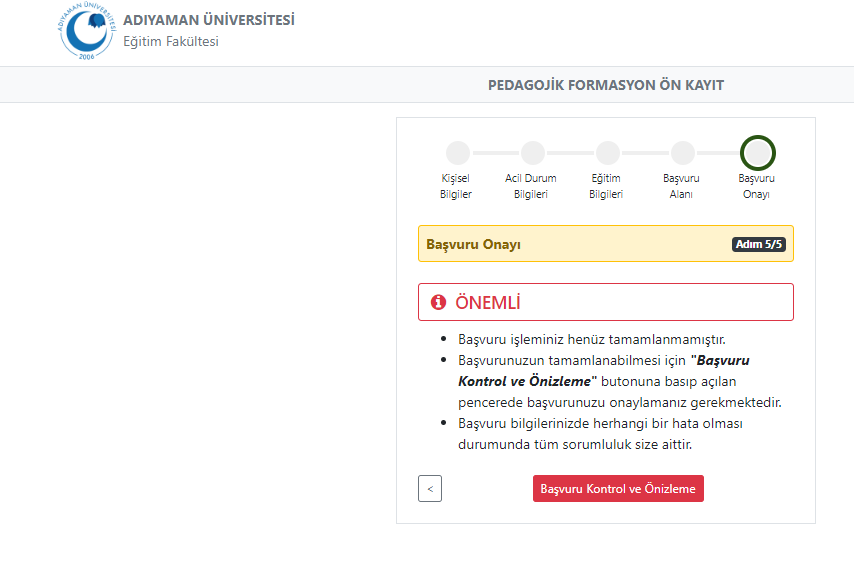 ADIYAMAN ÜNİVERSİTESİ
2006
ADIYAMAN ÜNİVERSİTESİ
Eğitim Fakültesi
PEDAGOJİK FORMASYON ÖN KAYIT
Kişisel Bilgiler
Acil Durum Bilgileri
Eğitim Bilgileri
Başvuru Alanı
Başvuru Onayı
Başvuru Onayı Adım 5/5
ÖNEMLİ
Başvuru işleminiz henüz tamamlanmamıştır.
Başvurunuzun tamamlanabilmesi için "Başvuru
Kontrol ve Önizleme" butonuna basıp açılan
pencerede başvurunuzu onaylamanız gerekmektedir.
Başvuru bilgilerinizde herhangi bir hata olması
durumunda tüm sorumluluk size aittir.
< Başvuru Kontrol ve Önizleme